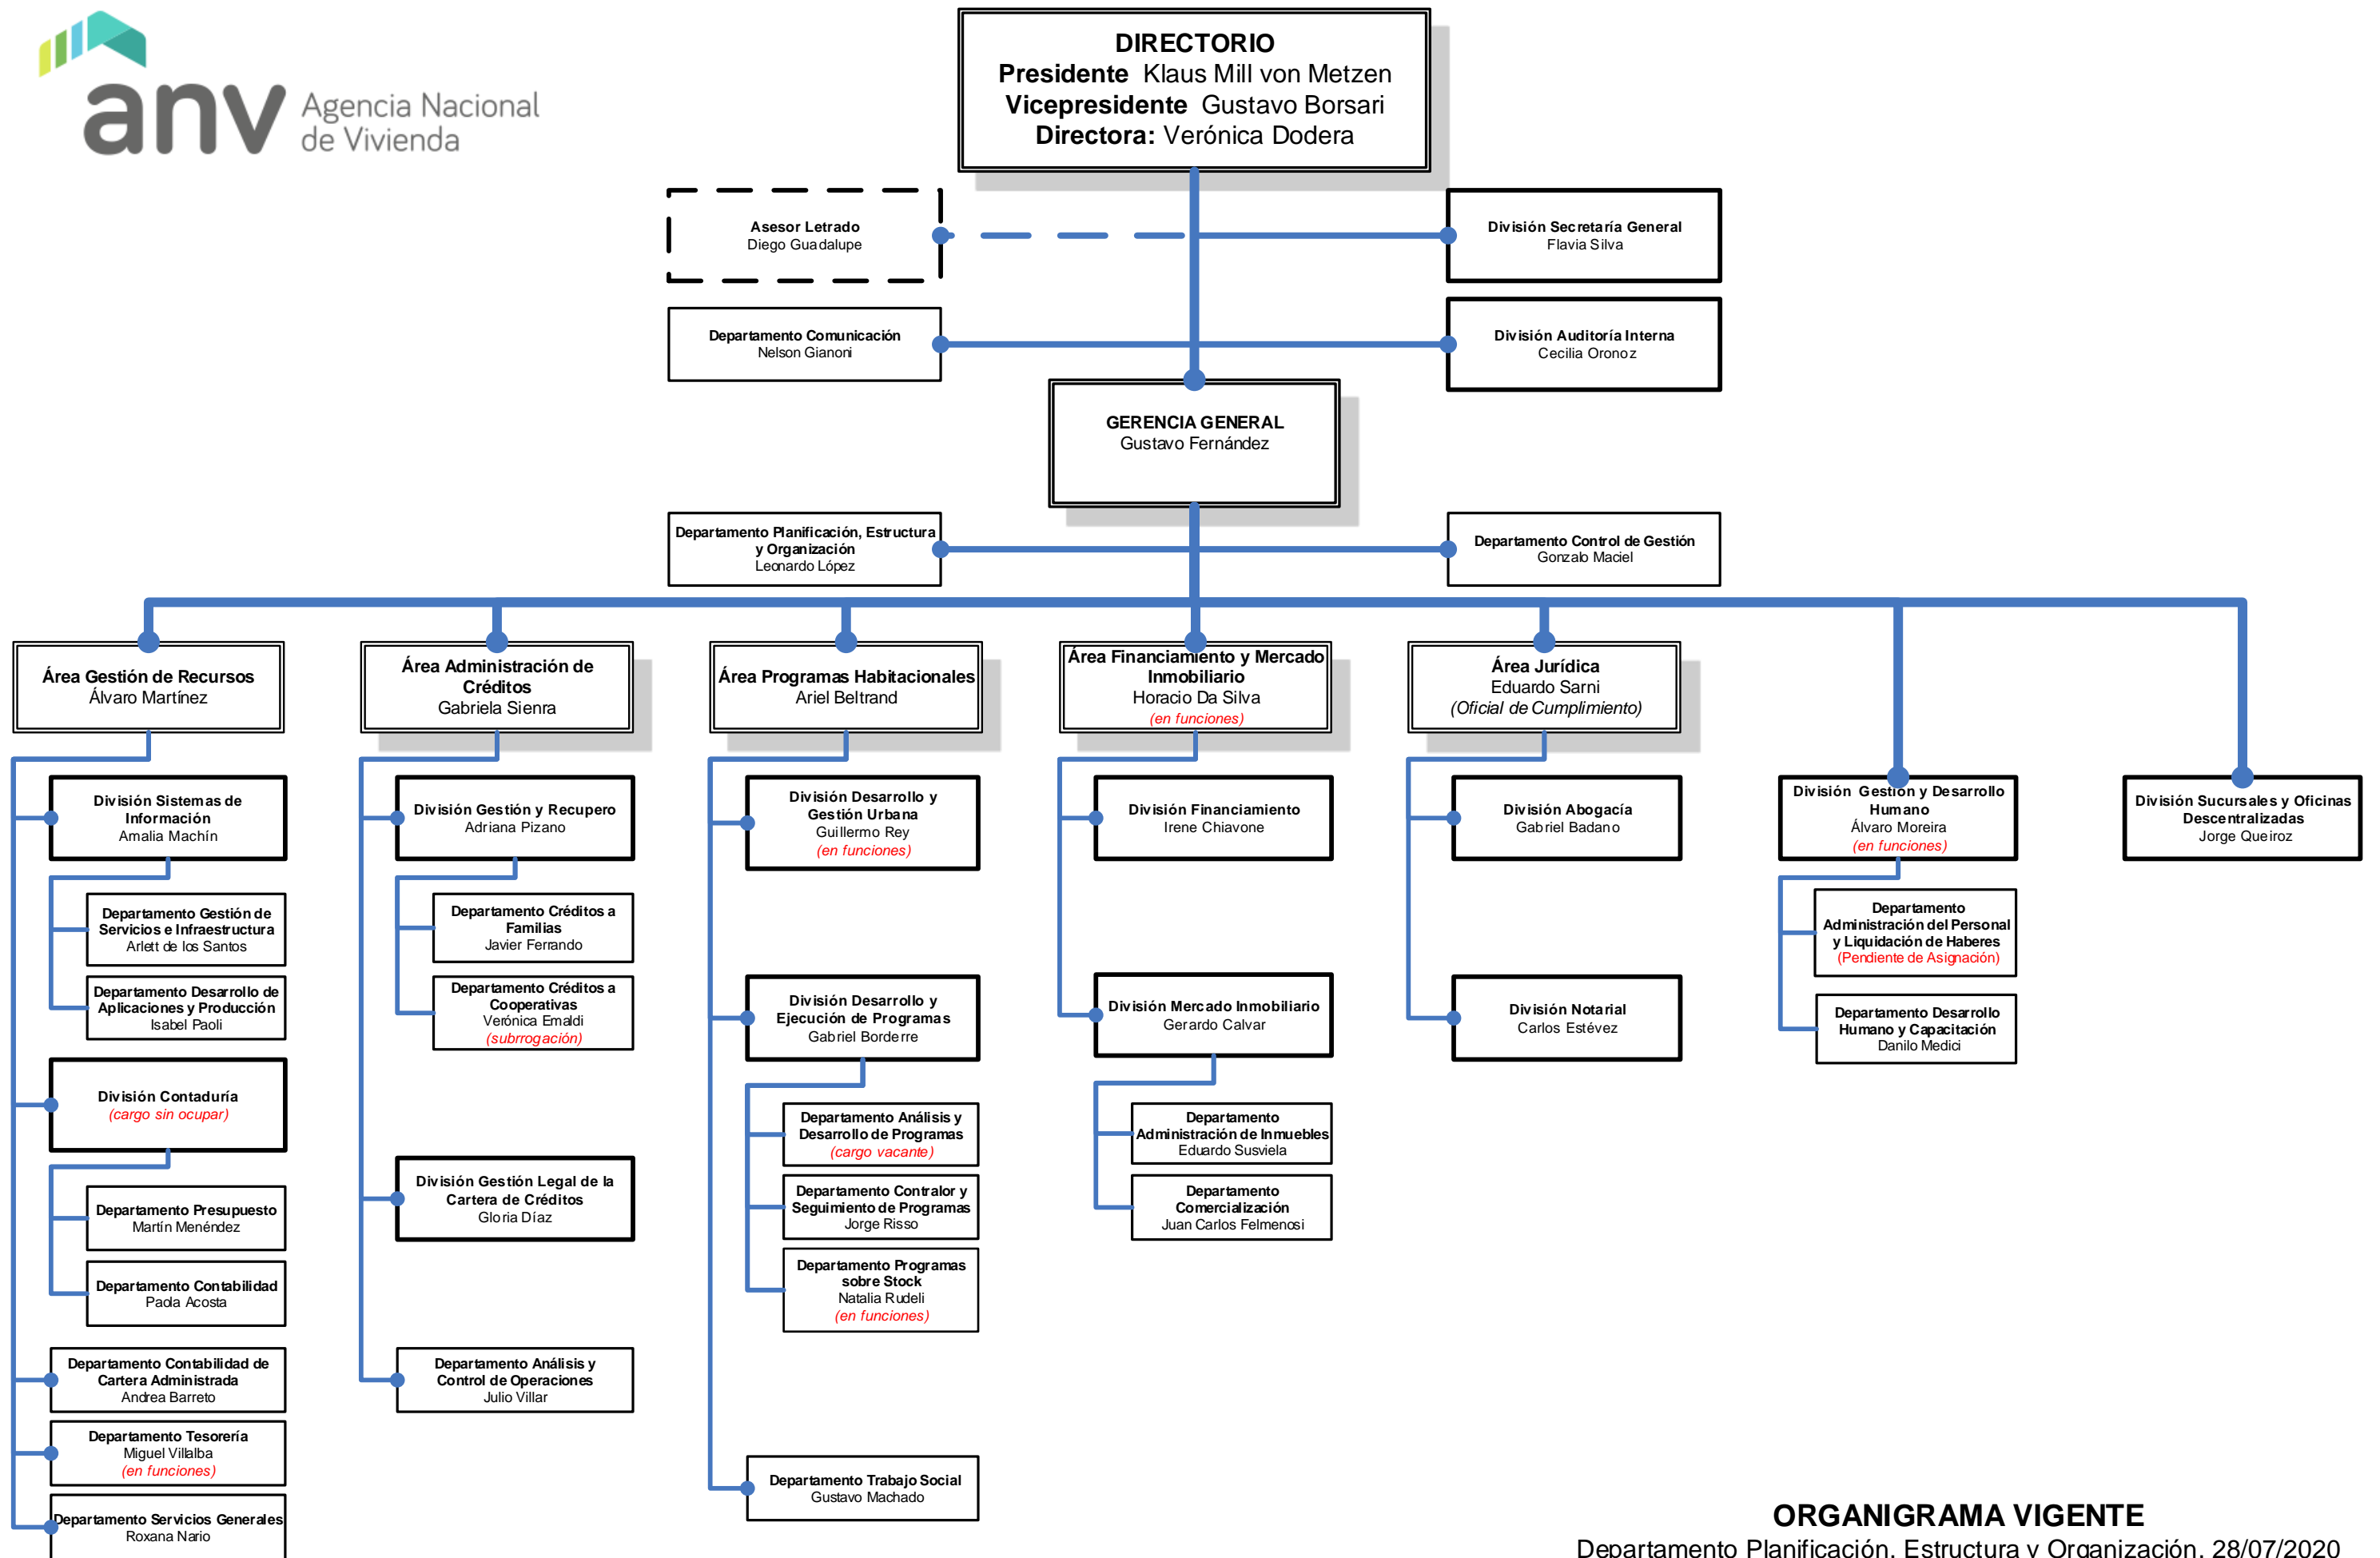 anv Agencia Nacional
de Vivienda
DIRECTORIO
Presidente Klaus Mill von Metzen
Vicepresidente Gustavo Borsari
Directora: Verónica Dodera
Asesor Letrado
Diego Guadalupe
División Secretaría General
Flavia Silva
Departamento Comunicación
Nelson Gianoni
División Auditoría Interna
Cecilia Oronoz
GERENCIA GENERAL
Gustavo Fernández
Departamento Planificación, Estructura
y Organización
Leonardo López
Departamento Control de Gestión
Gonzalo Maciel
Área Gestión de Recursos
Álvaro Martínez
División Sistemas de
Información
Amalia Machín
Departamento Gestión de
Servicios e Infraestructura
Arlett de los Santos
Departamento Desarrollo de
Aplicaciones y Producción
Isabel Paoli
División Contaduría
(cargo sin ocupar)
Departamento Presupuesto
Martín Menéndez
Departamento Contabilidad
Paola Acosta
Departamento Contabilidad de
Cartera Administrada
Andrea Barreto
Departamento Tesorería
Miguel Villalba
(en funciones)
Departamento Servicios Generales
Roxana Nario
Área Administración de
Créditos
Gabriela Sienra
División Gestión y Recupero
Adriana Pizano
Departamento Créditos a
Familias
Javier Ferrando
Departamento Créditos a
Cooperativas
Verónica Emaldi
(subrrogación)
División Gestión Legal de la
Cartera de Créditos
Gloria Díaz
Departamento Análisis y
Control de Operaciones
Julio Villar
Área Programas Habitacionales
Ariel Beltrand
División Desarrollo y
Gestión Urbana
Guillermo Rey
(en funciones)
División Desarrollo y
Ejecución de Programas
Gabriel Borderre
Departamento Análisis y
Desarrollo de Programas
(cargo vacante)
Departamento Contralor y
Seguimiento de Programas
Jorge Risso
Departamento Programas
sobre Stock
Natalia Rudeli
(en funciones)
Departamento Trabajo Social
Gustavo Machado
Área Financiamiento y Mercado
Inmobiliario
Horacio Da Silva
(en funciones)
División Financiamiento
Irene Chiavone
División Mercado Inmobiliario
Gerardo Calvar
Departamento
Administración de Inmuebles
Eduardo Susviela
Departamento
Comercialización
Juan Carlos Felmenosi
Área Jurídica
Eduardo Sarni
(Oficial de Cumplimiento)
División Abogacía
Gabriel Badano
División Notarial
Carlos Estévez
División Gestión y Desarrollo
Humano
Álvaro Moreira
(en funciones)
Departamento
Administración del Personal
y Liquidación de Haberes
(Pendiente de Asignación)
Departamento Desarrollo
Humano y Capacitación
Danilo Medici
División Sucursales y Oficinas
Descentralizadas
Jorge Queiroz
ORGANIGRAMA VIGENTE
Departamento Planificación, Estructura y Organización, 28/07/2020